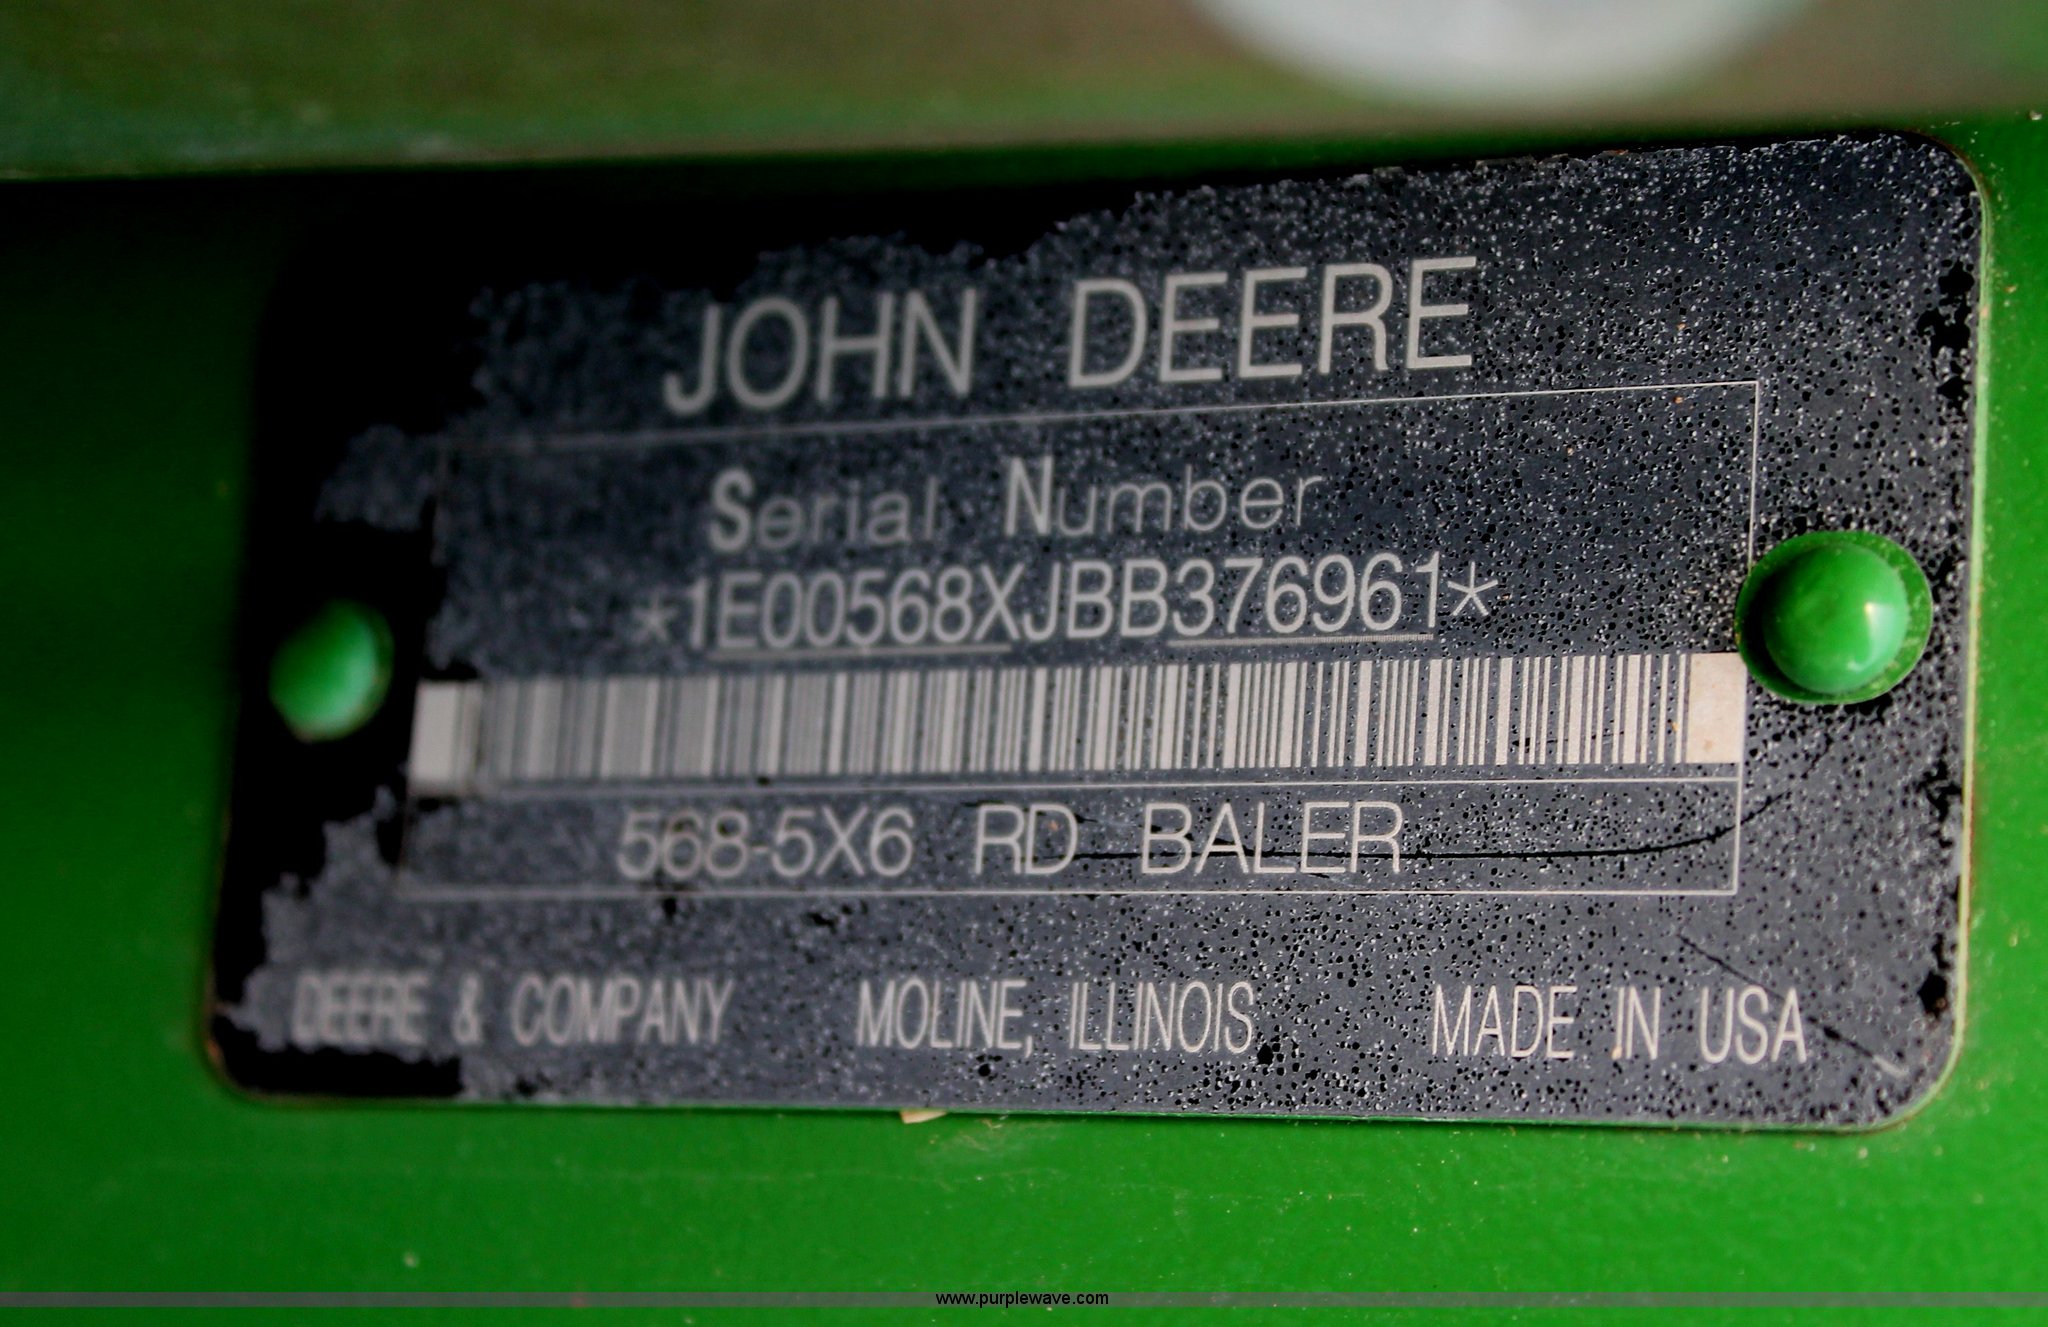 JOHN DEERE
Serial Number
*1E00568XJBB376961*
568-5X6 RD BALER
DEERE & COMPANY MOLINE, ILLINOIS MADE IN USA
www.purplewave.com